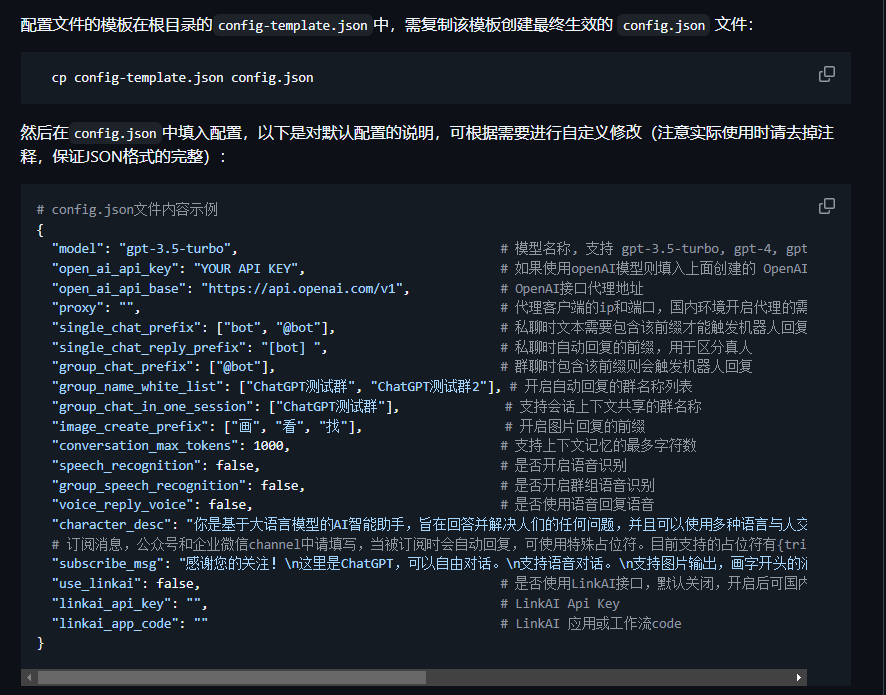 配置文件的模板在根目录的 config-template.json 中，需复制该模板创建最终生效的 config.json 文件：
cp config-template.json config.json
然后在 config.json 中填入配置，以下是对默认配置的说明，可根据需要进行自定义修改（注意实际使用时请去掉注
释，保证JSON格式的完整）：
# config.json文件内容示例
{
"model": "gpt-3.5-turbo", # 模型名称, 支持 gpt-3.5-turbo, gpt-4, gpt
"open_ai_api_key": "YOUR API KEY", # 如果使用openAI模型则填入上面创建的 OpenAI
"open_ai_api_base": "https://api.openai.com/v1", # OpenAI接口代理地址
"proxy": "", # 代理客户端的ip和端口，国内环境开启代理的需
"single_chat_prefix": ["bot", "@bot"], # 私聊时文本需要包含该前缀才能触发机器人回复
"single_chat_reply_prefix": "[bot] ", # 私聊时自动回复的前缀，用于区分真人
"group_chat_prefix": ["@bot"], # 群聊时包含该前缀则会触发机器人回复
"group_name_white_list": ["ChatGPT测试群", "ChatGPT测试群2"], # 开启自动回复的群名称列表
"group_chat_in_one_session": ["ChatGPT测试群"], # 支持会话上下文共享的群名称
"image_create_prefix": ["画", "看", "找"], # 开启图片回复的前缀
"conversation_max_tokens": 1000, # 支持上下文记忆的最多字符数
"speech_recognition": false, # 是否开启语音识别
"group_speech_recognition": false, # 是否开启群组语音识别
"voice_reply_voice": false, # 是否使用语音回复语音
"character_desc": "你是基于大语言模型的AI智能助手，旨在回答并解决人们的任何问题，并且可以使用多种语言与人交
# 订阅消息，公众号和企业微信channel中请填写，当被订阅时会自动回复，可使用特殊占位符。目前支持的占位符有{tri
"subscribe_msg": "感谢您的关注！\n这里是ChatGPT，可以自由对话。\n支持语音对话。\n支持图片输出，画字开头的
"use_linkai": false, # 是否使用LinkAI接口，默认关闭，开启后可国内
"linkai_api_key": "", # LinkAI Api Key
"linkai_app_code": "" # LinkAI 应用或工作流code
}